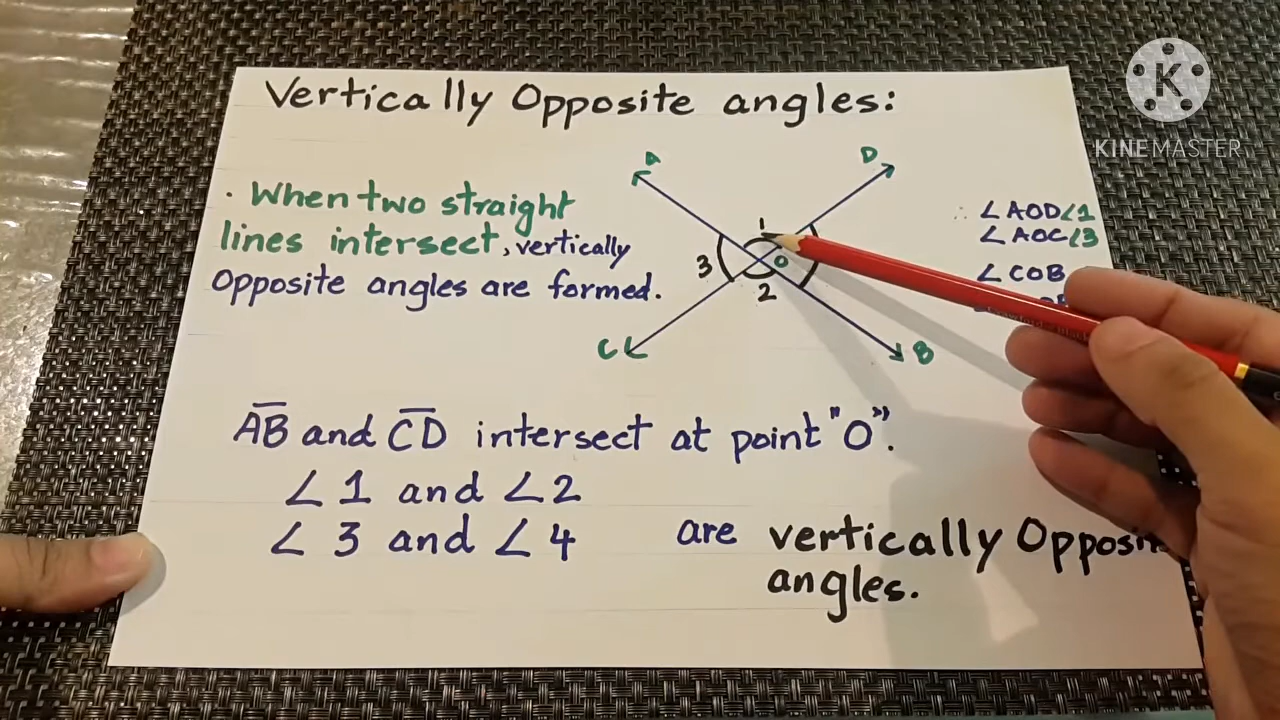 Vertically Opposite angles:
K
KINEMASTER
· When two straight
lines intersect, vertically
Opposite angles are formed.
A
D
1
3
O
2
C
B
∴ ∠AOD∠1
∠AOC∠3
∠COB
AB and CD intersect at point "O".
∠1 and ∠2
∠3 and ∠4 are vertically
angles.